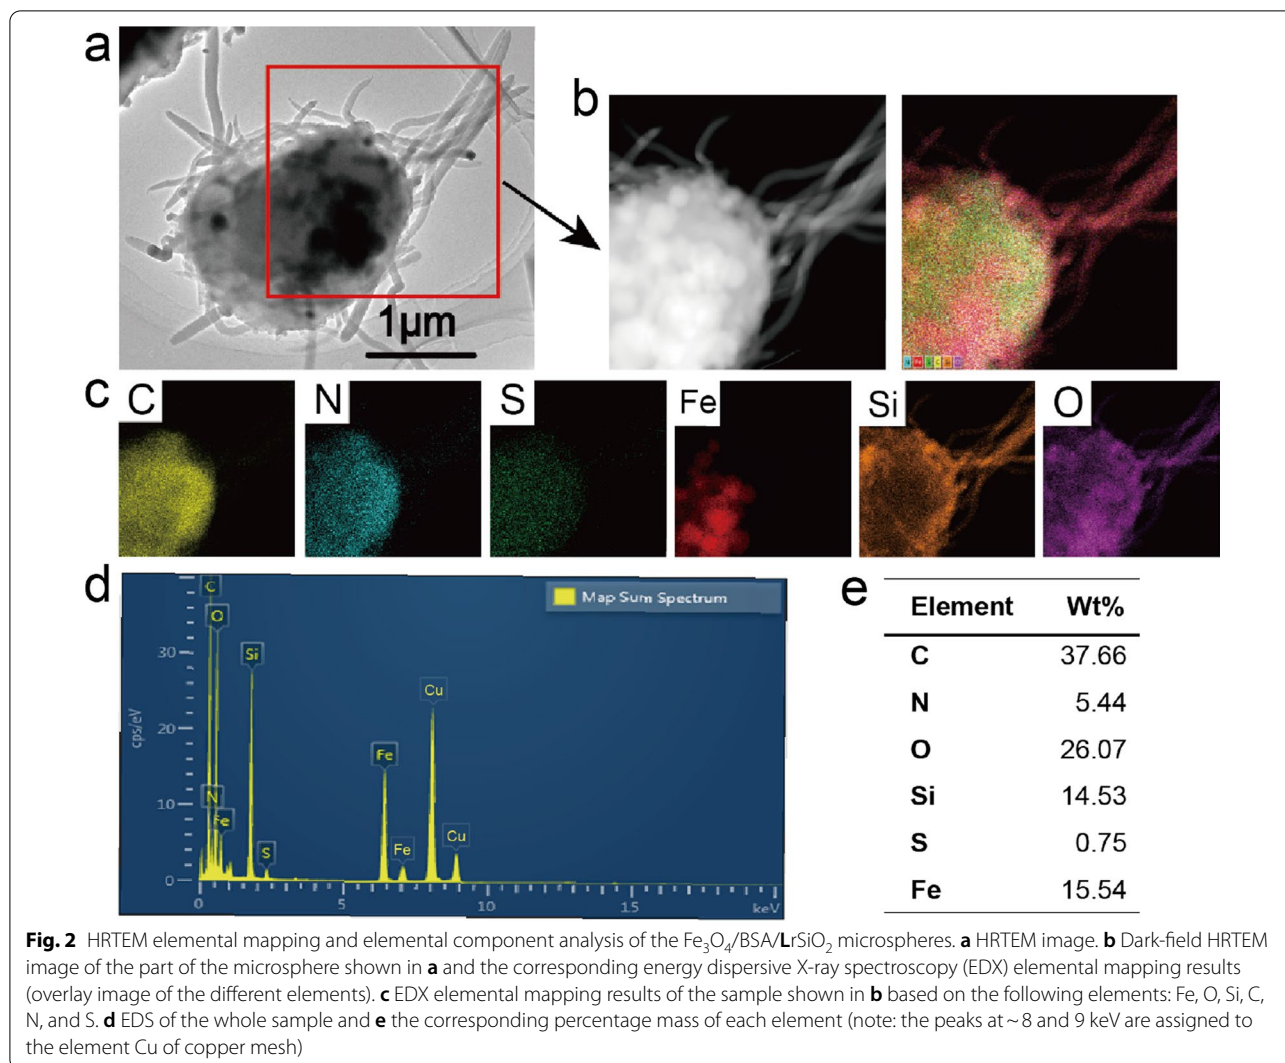 a
1µm
b
c
C
N
S
Fe
Si
O
d
Map Sum Spectrum
cps/eV
30
20
10
0
0
5
10
15
keV
C
O
N
Fe
Si
S
Fe
Fe
Cu
Cu
e
Element Wt%
C 37.66
N 5.44
O 26.07
Si 14.53
S 0.75
Fe 15.54
Fig. 2 HRTEM elemental mapping and elemental component analysis of the Fe₃O₄/BSA/LrSiO₂ microspheres. a HRTEM image. b Dark-field HRTEM
image of the part of the microsphere shown in a and the corresponding energy dispersive X-ray spectroscopy (EDX) elemental mapping results
(overlay image of the different elements). c EDX elemental mapping results of the sample shown in b based on the following elements: Fe, O, Si, C,
N, and S. d EDS of the whole sample and e the corresponding percentage mass of each element (note: the peaks at ~ 8 and 9 keV are assigned to
the element Cu of copper mesh)